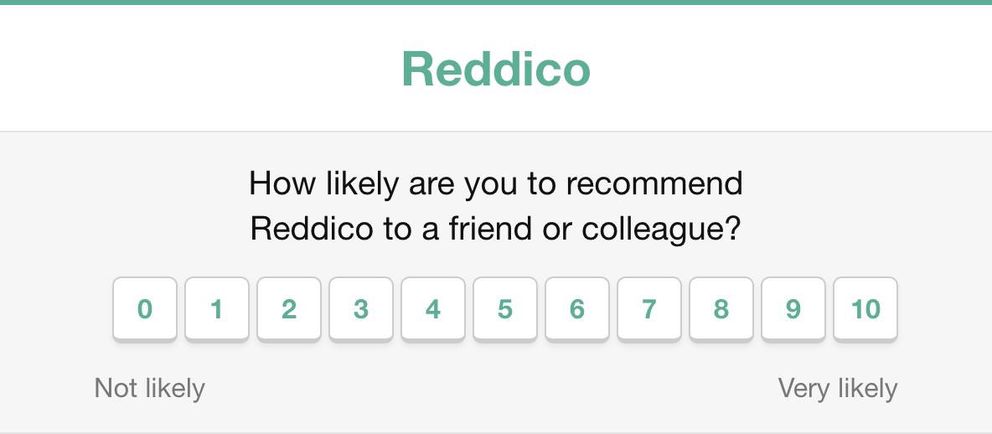 Reddico
How likely are you to recommend
Reddico to a friend or colleague?
0 1 2 3 4 5 6 7 8 9 10
Not likely Very likely